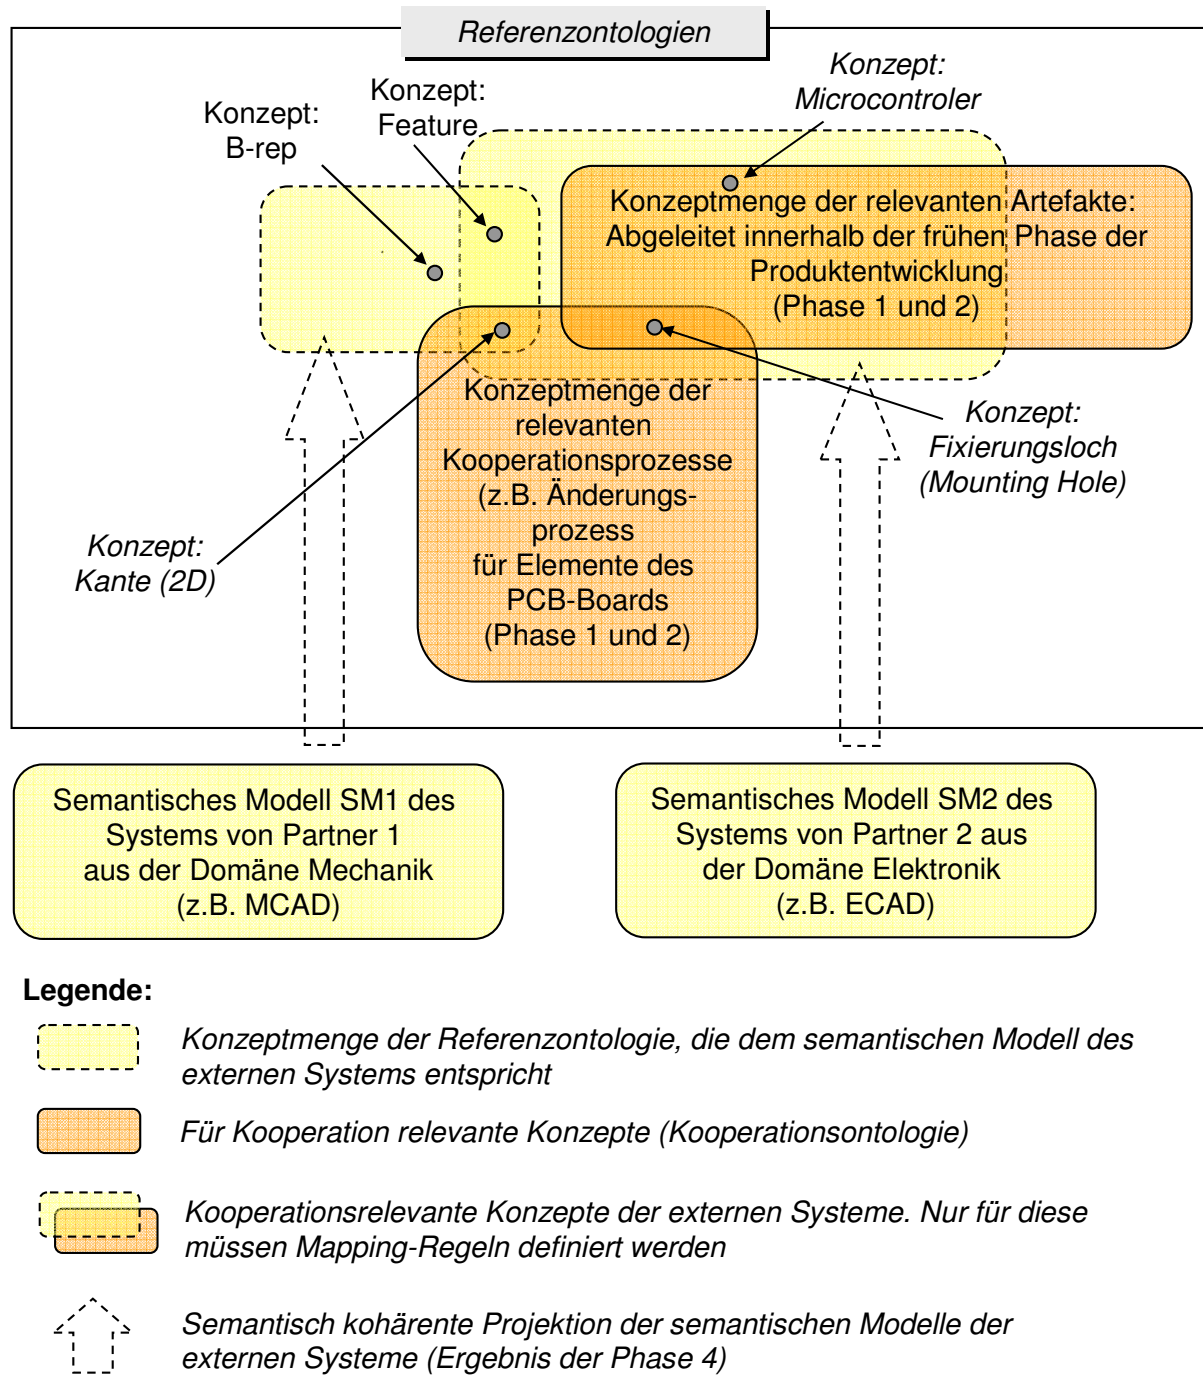 Referenzontologien
Konzept:
Microcontroler
Konzept:
Feature
Konzept:
B-rep
Konzeptmenge der relevanten Artefakte:
Abgeleitet innerhalb der frühen Phase der
Produktentwicklung
(Phase 1 und 2)
Konzeptmenge der
relevanten
Kooperationsprozesse
(z.B. Änderungs-
prozess
für Elemente des
PCB-Boards
(Phase 1 und 2)
Konzept:
Fixierungsloch
(Mounting Hole)
Konzept:
Kante (2D)
Semantisches Modell SM1 des
Systems von Partner 1
aus der Domäne Mechanik
(z.B. MCAD)
Semantisches Modell SM2 des
Systems von Partner 2 aus
der Domäne Elektronik
(z.B. ECAD)
Legende:
Konzeptmenge der Referenzontologie, die dem semantischen Modell des
externen Systems entspricht
Für Kooperation relevante Konzepte (Kooperationsontologie)
Kooperationsrelevante Konzepte der externen Systeme. Nur für diese
müssen Mapping-Regeln definiert werden
Semantisch kohärente Projektion der semantischen Modelle der
externen Systeme (Ergebnis der Phase 4)